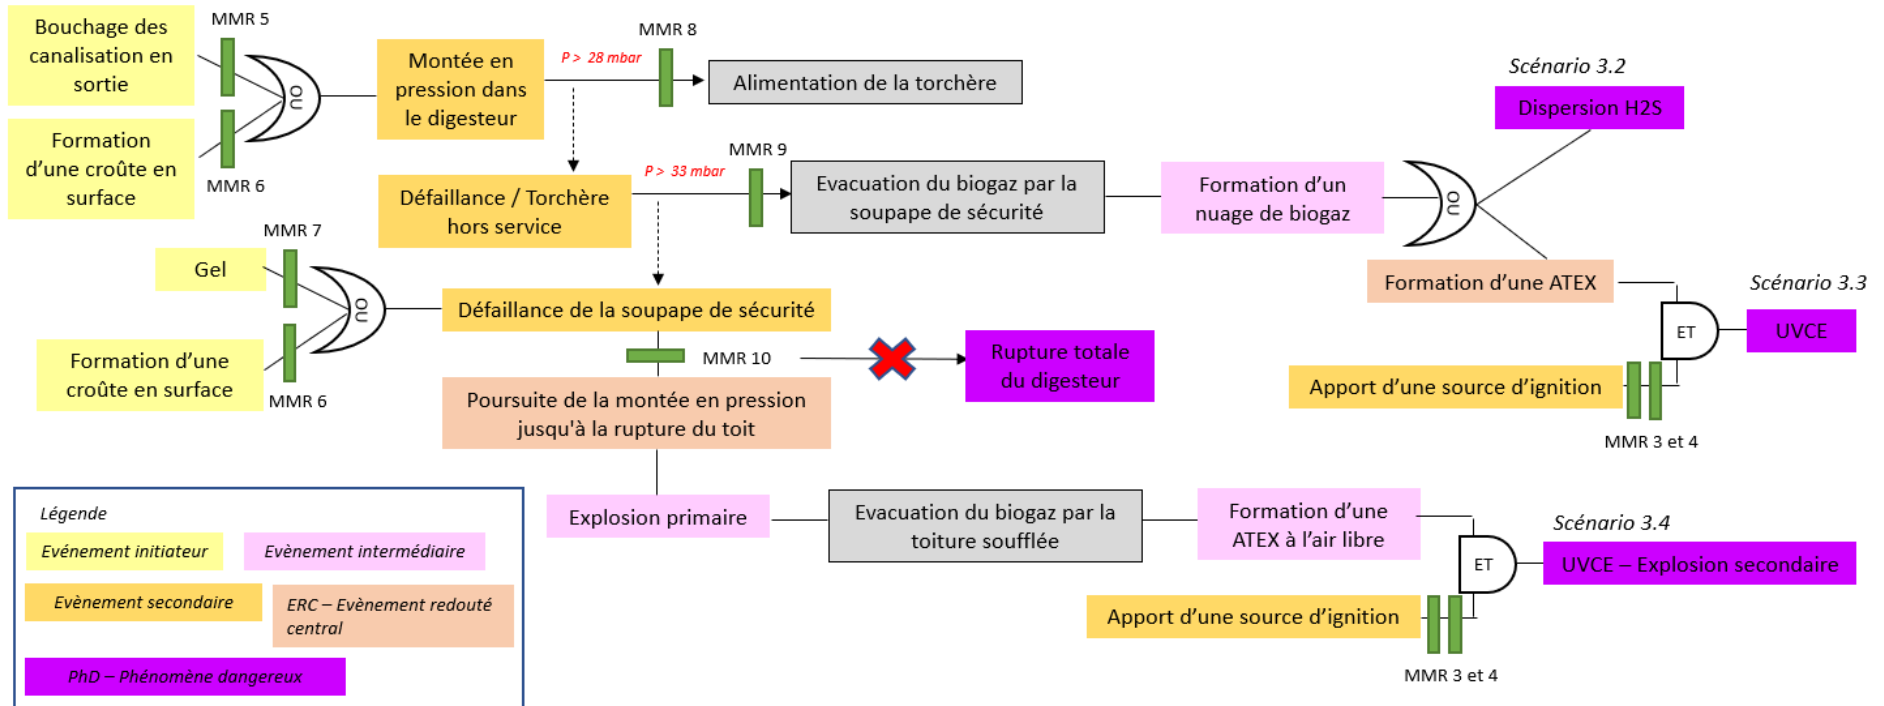 Bouchage des
canalisation en
sortie
MMR 5
OU
Formation
d'une croûte en
surface
MMR 6
Montée en
pression dans
le digesteur
P > 28 mbar
MMR 8
Alimentation de la torchère
Défaillance / Torchère
hors service
P > 33 mbar
MMR 9
Evacuation du biogaz par la
soupape de sécurité
Formation d'un
nuage de biogaz
OU
Scénario 3.2
Dispersion H2S
Formation d'une ATEX
Scénario 3.3
ET
UVCE
Apport d'une source d'ignition
MMR 3 et 4
MMR 7
Gel
OU
Formation d'une
croûte en surface
MMR 6
Défaillance de la soupape de sécurité
MMR 10
Rupture totale
du digesteur
Poursuite de la montée en pression
jusqu'à la rupture du toit
Explosion primaire
Evacuation du biogaz par la
toiture soufflée
Formation d'une
ATEX à l'air libre
Scénario 3.4
ET
UVCE – Explosion secondaire
Apport d'une source d'ignition
MMR 3 et 4
Légende
Evénement initiateur
Evènement intermédiaire
Evènement secondaire
ERC – Evènement redouté
central
PhD – Phénomène dangereux